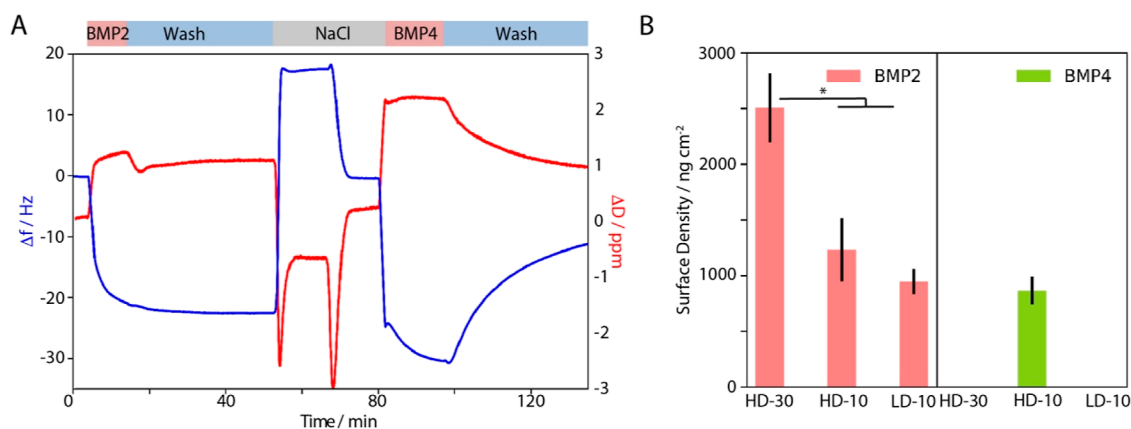 A
BMP2 Wash NaCl BMP4 Wash
20
10
0
-10
-20
-30
Δf / Hz
3
2
1
0
-1
-2
-3
ΔD / ppm
40 60 80 120
Time / min
B
3000
2000
1000
0
Surface Density / ng cm-2
BMP2
BMP4
*
HD-30 HD-10 LD-10 HD-30 HD-10 LD-10